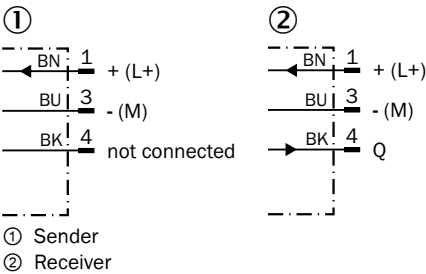 ① ②
BN 1 + (L+) BN 1 + (L+)
BU 3 - (M) BU 3 - (M)
BK 4 not connected BK 4 Q
① Sender
② Receiver